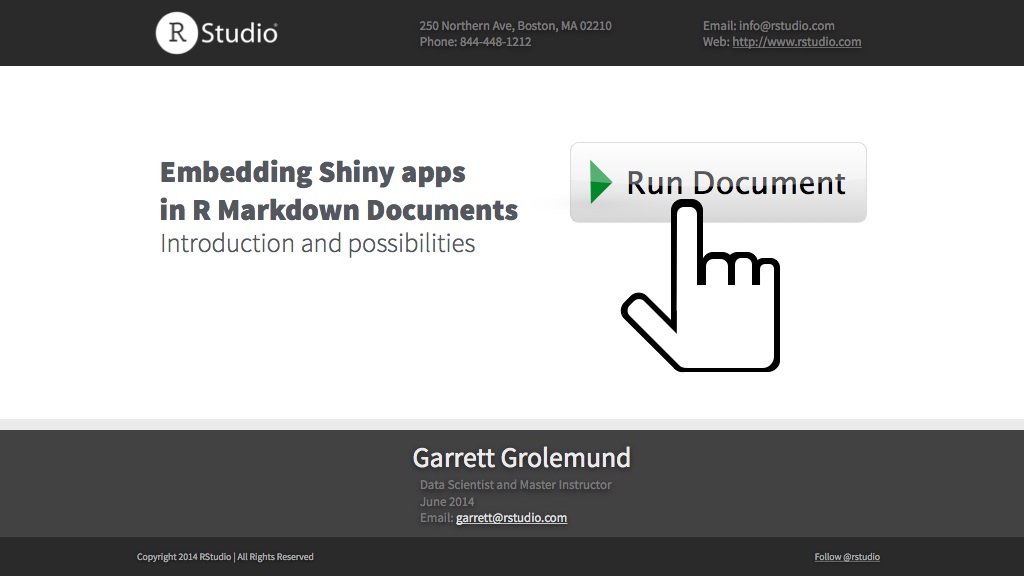 R Studio®
250 Northern Ave, Boston, MA 02210
Phone: 844-448-1212
Email: info@rstudio.com
Web: http://www.rstudio.com
Embedding Shiny apps
in R Markdown Documents
Introduction and possibilities
Run Document
Garrett Grolemund
Data Scientist and Master Instructor
June 2014
Email: garrett@rstudio.com
Copyright 2014 RStudio | All Rights Reserved
Follow @rstudio